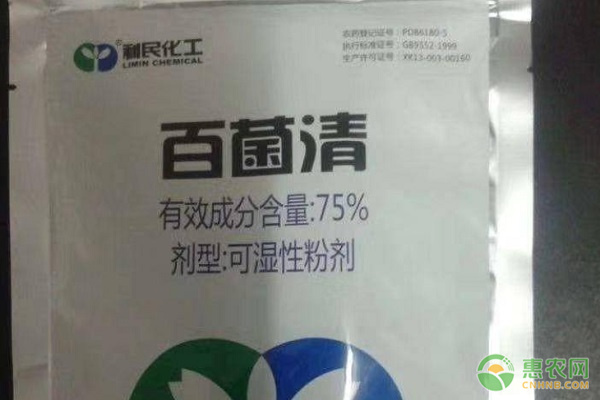 利民化工
LIMIN CHEMICAL
农药登记证号：PD86180-5
执行标准证号：GB9552-1999
生产许可证号：XK13-003-00160
百菌清
有效成分含量:75%
剂型:可湿性粉剂
惠农网
CNHNB.COM